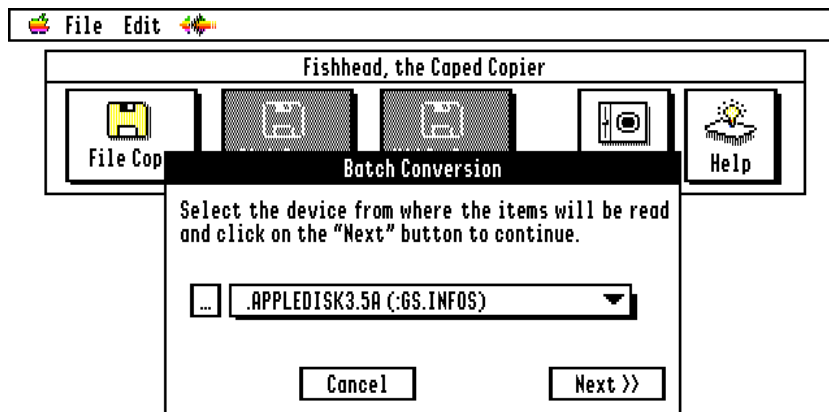 File Edit
Fishhead, the Caped Copier
File Cop
Help
Batch Conversion
Select the device from where the items will be read
and click on the “Next” button to continue.
... .APPLEDISK3.5A (:GS.INFOS)
Cancel Next >>